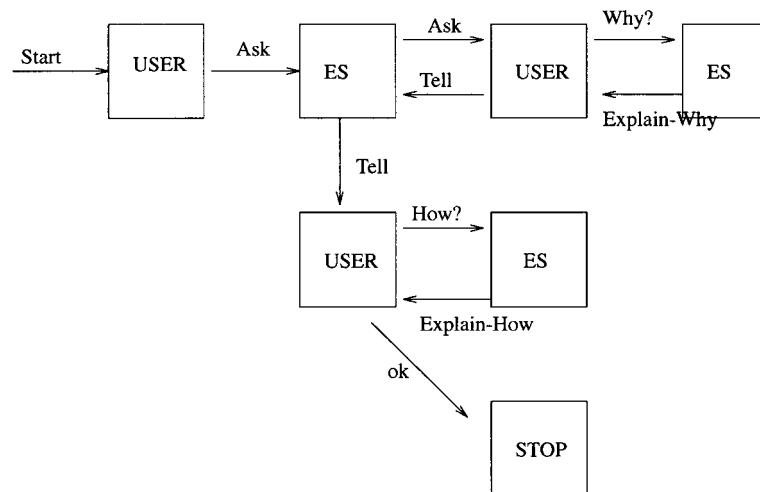 Start
USER
Ask
ES
Ask
Tell
USER
Why?
Explain-Why
ES
Tell
USER
How?
Explain-How
ES
ok
STOP